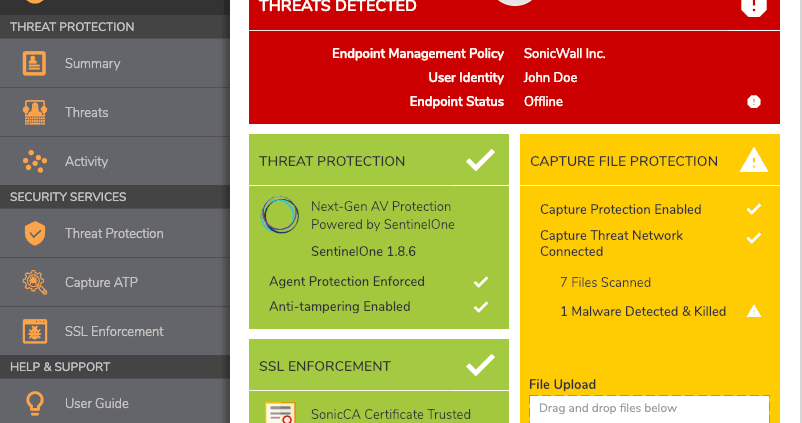 THREAT PROTECTION
Summary
Threats
Activity
SECURITY SERVICES
Threat Protection
Capture ATP
SSL Enforcement
HELP & SUPPORT
User Guide
THREATS DETECTED
Endpoint Management Policy SonicWall Inc.
User Identity John Doe
Endpoint Status Offline
THREAT PROTECTION
Next-Gen AV Protection
Powered by SentinelOne
SentinelOne 1.8.6
Agent Protection Enforced
Anti-tampering Enabled
SSL ENFORCEMENT
SonicCA Certificate Trusted
CAPTURE FILE PROTECTION
Capture Protection Enabled
Capture Threat Network
Connected
7 Files Scanned
1 Malware Detected & Killed
File Upload
Drag and drop files below